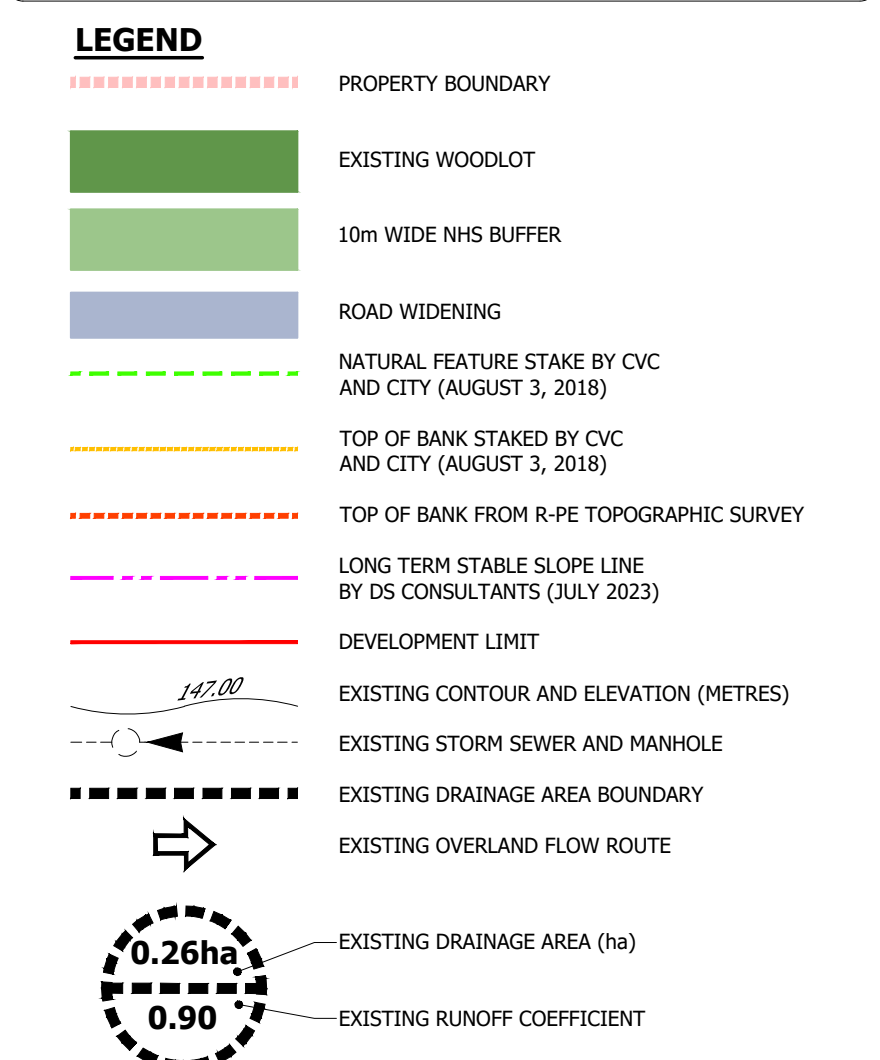 LEGEND
PROPERTY BOUNDARY
EXISTING WOODLOT
10m WIDE NHS BUFFER
ROAD WIDENING
NATURAL FEATURE STAKE BY CVC
AND CITY (AUGUST 3, 2018)
TOP OF BANK STAKED BY CVC
AND CITY (AUGUST 3, 2018)
TOP OF BANK FROM R-PE TOPOGRAPHIC SURVEY
LONG TERM STABLE SLOPE LINE
BY DS CONSULTANTS (JULY 2023)
DEVELOPMENT LIMIT
147.00 EXISTING CONTOUR AND ELEVATION (METRES)
EXISTING STORM SEWER AND MANHOLE
EXISTING DRAINAGE AREA BOUNDARY
EXISTING OVERLAND FLOW ROUTE
0.26ha EXISTING DRAINAGE AREA (ha)
0.90 EXISTING RUNOFF COEFFICIENT